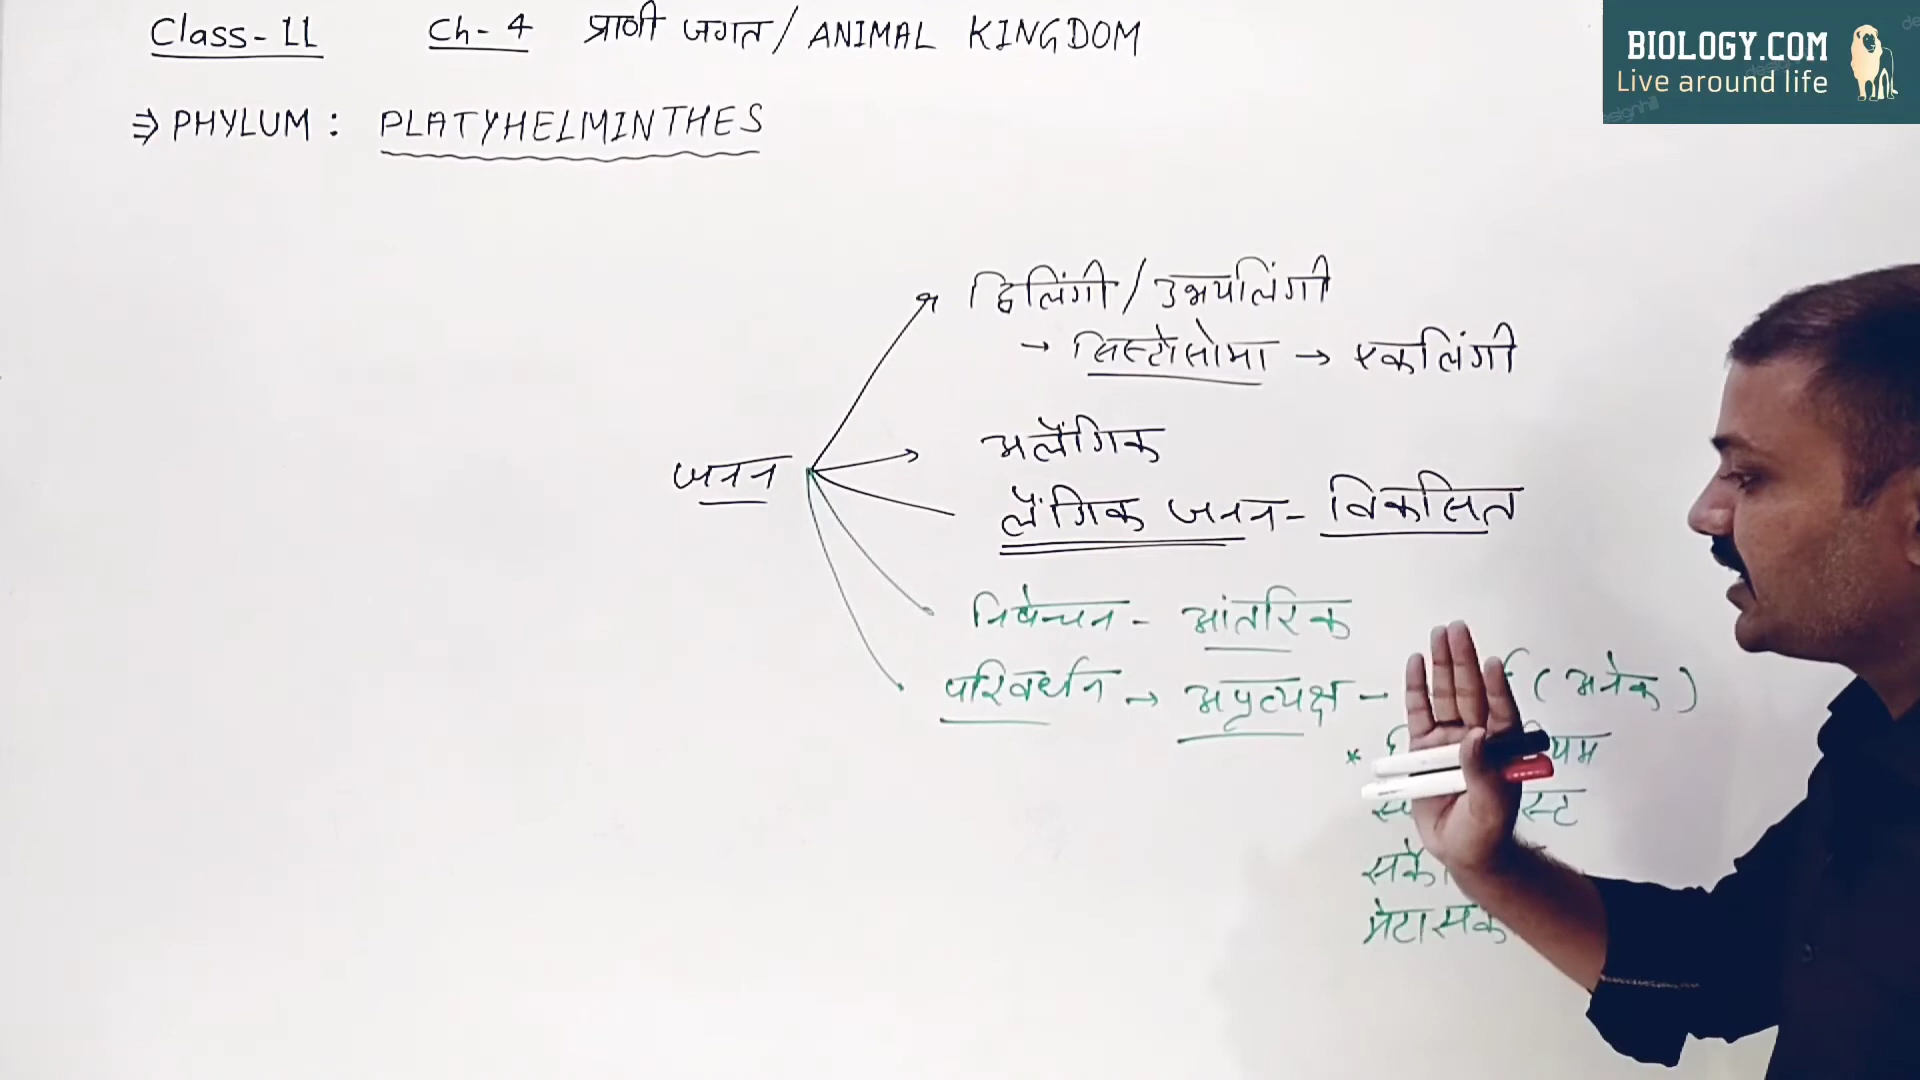 Class-11 Ch-4 प्राणी जगत/ANIMAL KINGDOM
BIOLOGY.COM
Live around life
⇒ PHYLUM: PLATYHELMINTHES
द्विलिंगी/उभयलिंगी
→ सिस्टोसोमा → एकलिंगी
अलैंगिक
जनन
लैंगिक जनन- विकसित
निषेचन - आंतरिक
परिवर्धन → अप्रत्यक्ष - (अनेक)